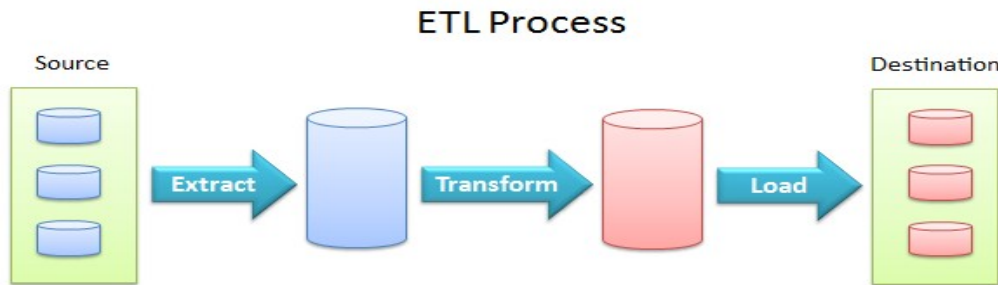 ETL Process
Source
Destination
Extract
Transform
Load